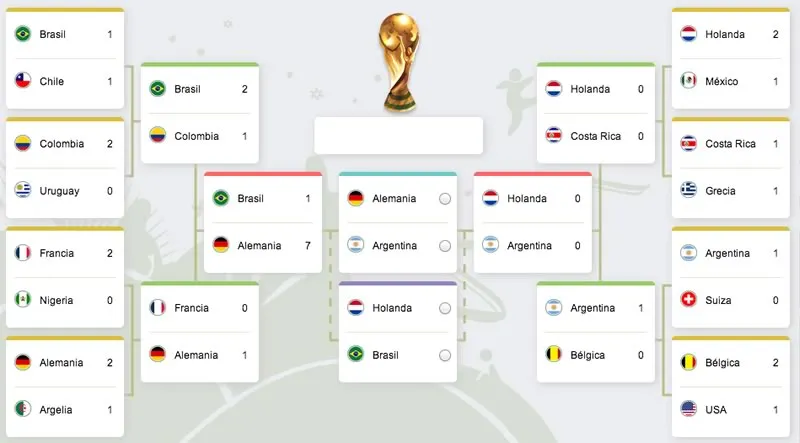 Brasil 1
Chile 1
Colombia 2
Uruguay 0
Francia 2
Nigeria 0
Alemania 2
Argelia 1
Brasil 2
Colombia 1
Francia 0
Alemania 1
Brasil 1
Alemania 7
Alemania
Argentina
Holanda
Brasil
Holanda 0
Argentina 0
Holanda 0
Costa Rica 0
Argentina 1
Bélgica 0
Holanda 2
México 1
Costa Rica 1
Grecia 1
Argentina 1
Suiza 0
Bélgica 2
USA 1